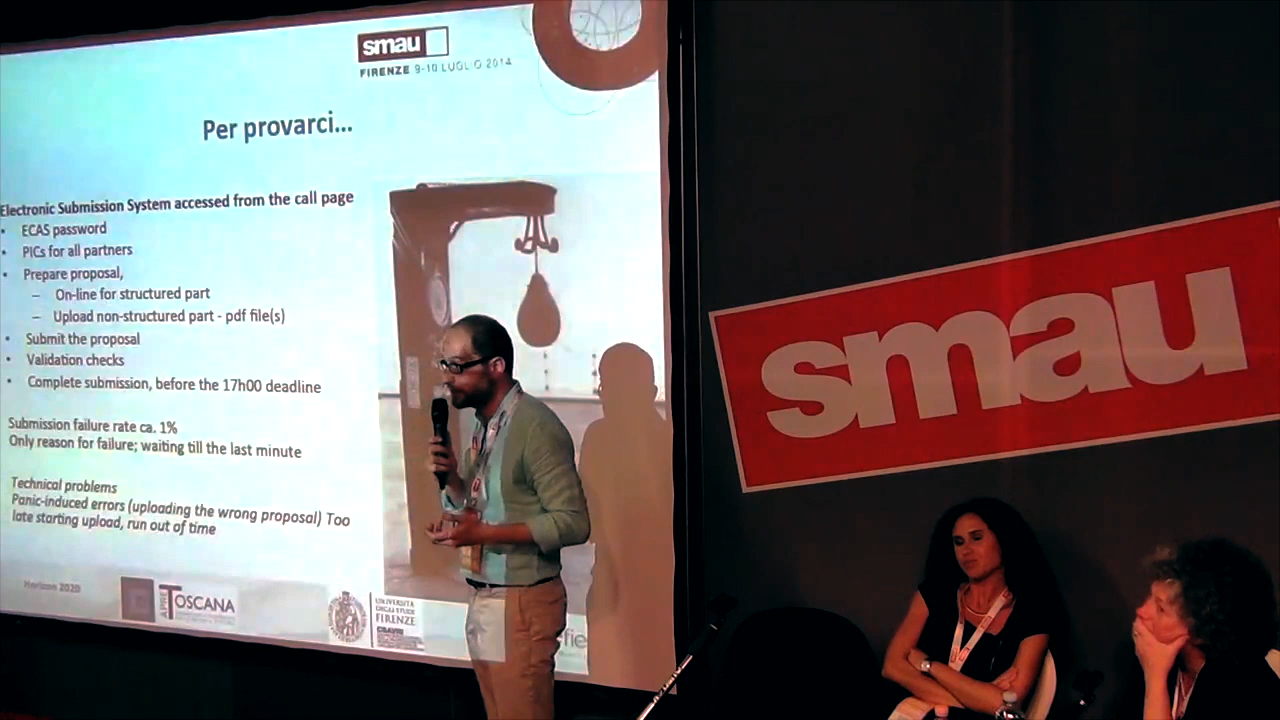 smau
FIRENZE 9-10 LUGLIO 2014
Per provarci...
Electronic Submission System accessed from the call page
• ECAS password
• PICs for all partners
• Prepare proposal,
– On-line for structured part
– Upload non-structured part - pdf file(s)
• Submit the proposal
• Validation checks
• Complete submission, before the 17h00 deadline
Submission failure rate ca. 1%
Only reason for failure; waiting till the last minute
Technical problems
Panic-induced errors (uploading the wrong proposal) Too
late starting upload, run out of time
Horizon 2020
APRE TOSCANA
UNIVERSITÀ
DEGLI STUDI
FIRENZE
smau